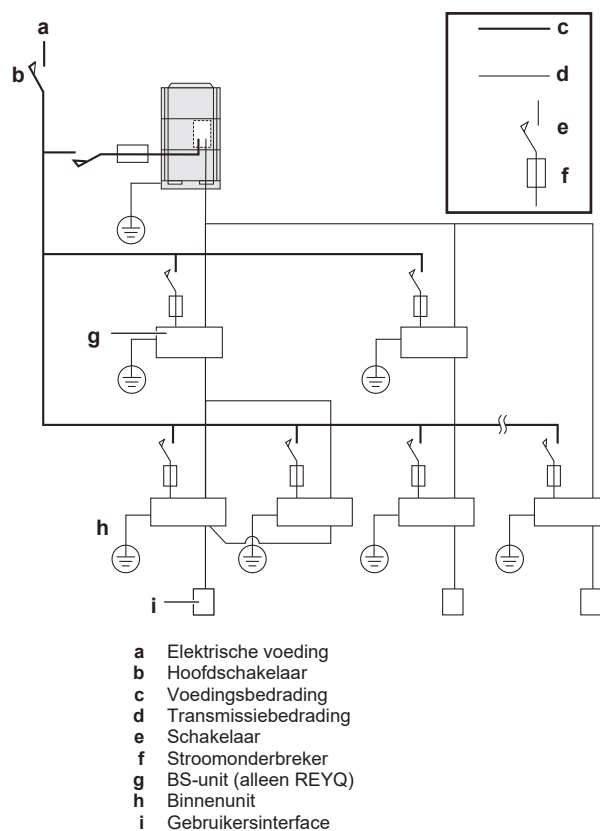 a
b
c
d
e
f
g
h
i
a Elektrische voeding
b Hoofdschakelaar
c Voedingsbedrading
d Transmissiebedrading
e Schakelaar
f Stroomonderbreker
g BS-unit (alleen REYQ)
h Binnenunit
i Gebruikersinterface